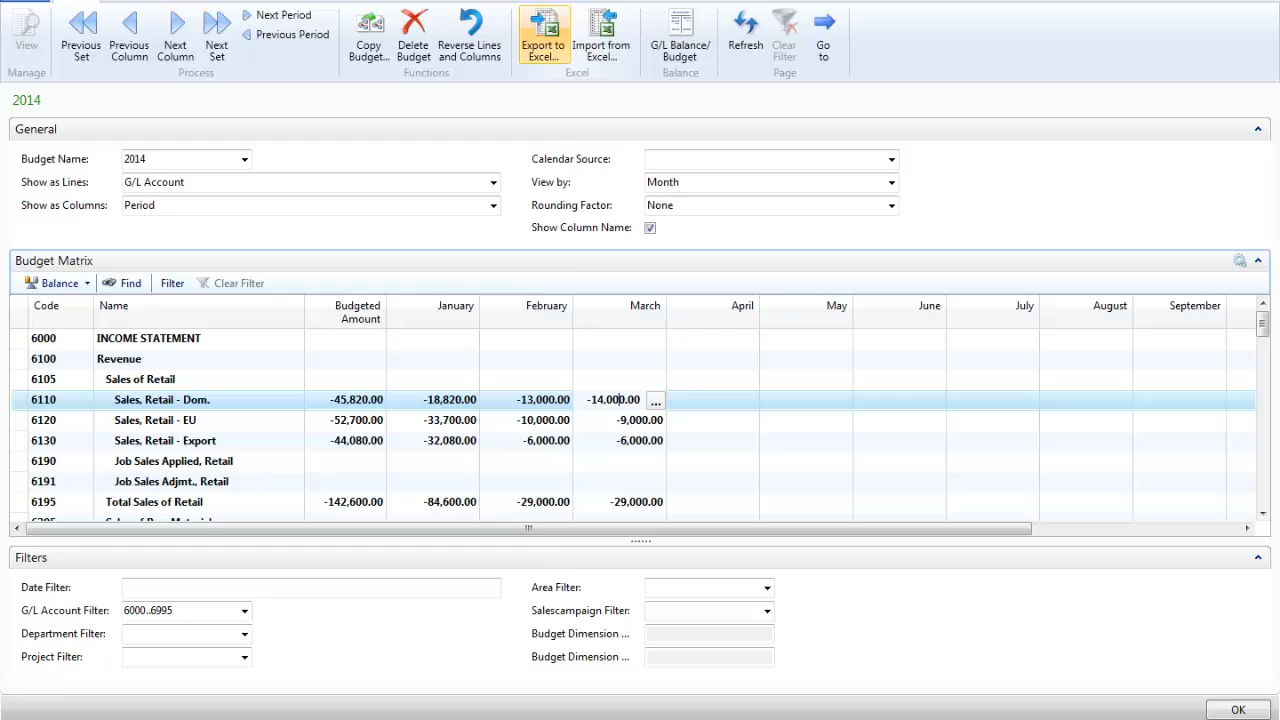 View
Previous Set
Previous Column
Next Column
Next Set
Next Period
Previous Period
Copy Budget...
Delete Budget
Reverse Lines and Columns
Export to Excel...
Import from Excel...
G/L Balance/ Budget
Refresh
Clear Filter
Go to
Manage
Process
Functions
Excel
Balance
Page
2014
General
Budget Name: 2014
Calendar Source:
Show as Lines: G/L Account
View by: Month
Show as Columns: Period
Rounding Factor: None
Show Column Name:
Budget Matrix
Balance Find Filter Clear Filter
Code Name Budgeted Amount January February March April May June July August September
6000 INCOME STATEMENT
6100 Revenue
6105 Sales of Retail
6110 Sales, Retail - Dom. -45,820.00 -18,820.00 -13,000.00 -14,000.00 ...
6120 Sales, Retail - EU -52,700.00 -33,700.00 -10,000.00 -9,000.00
6130 Sales, Retail - Export -44,080.00 -32,080.00 -6,000.00 -6,000.00
6190 Job Sales Applied, Retail
6191 Job Sales Adjmt., Retail
6195 Total Sales of Retail -142,600.00 -84,600.00 -29,000.00 -29,000.00
Filters
Date Filter:
Area Filter:
G/L Account Filter: 6000..6995
Salescampaign Filter:
Department Filter:
Budget Dimension ...
Project Filter:
Budget Dimension ...
OK